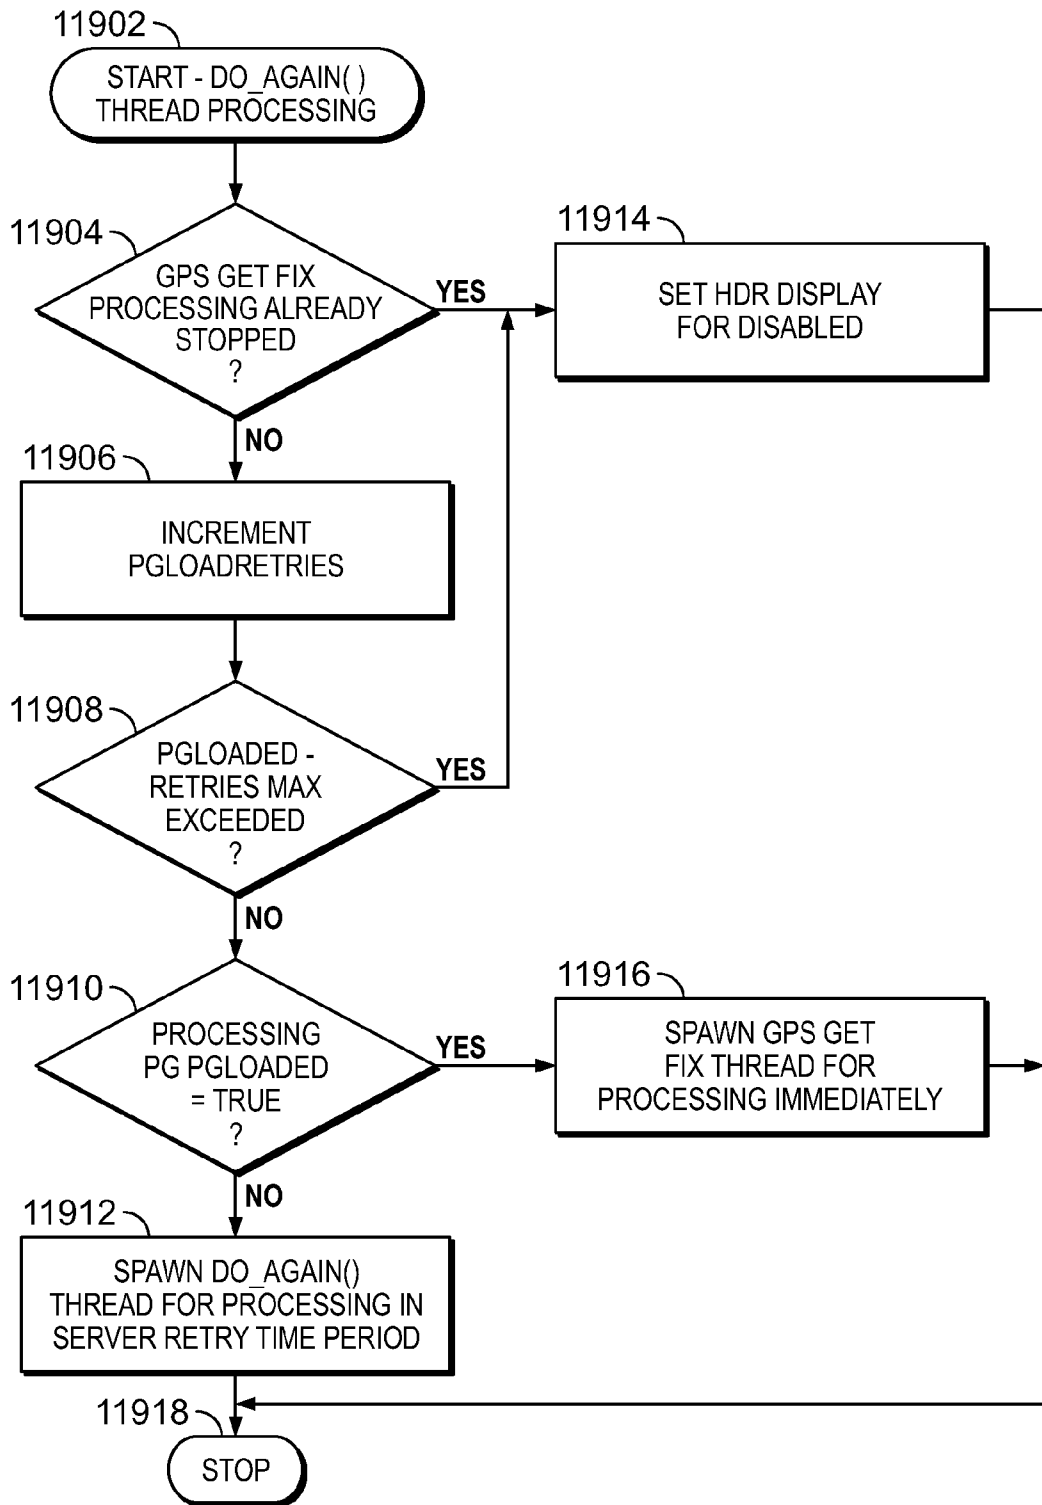 11902
START - DO_AGAIN( )
THREAD PROCESSING
11904
GPS GET FIX
PROCESSING ALREADY
STOPPED
?
YES
NO
11914
SET HDR DISPLAY
FOR DISABLED
11906
INCREMENT
PGLOADRETRIES
11908
PGLOADED -
RETRIES MAX
EXCEEDED
?
YES
NO
11910
PROCESSING
PG PGLOADED
= TRUE
?
YES
NO
11916
SPAWN GPS GET
FIX THREAD FOR
PROCESSING IMMEDIATELY
11912
SPAWN DO_AGAIN()
THREAD FOR PROCESSING IN
SERVER RETRY TIME PERIOD
11918
STOP